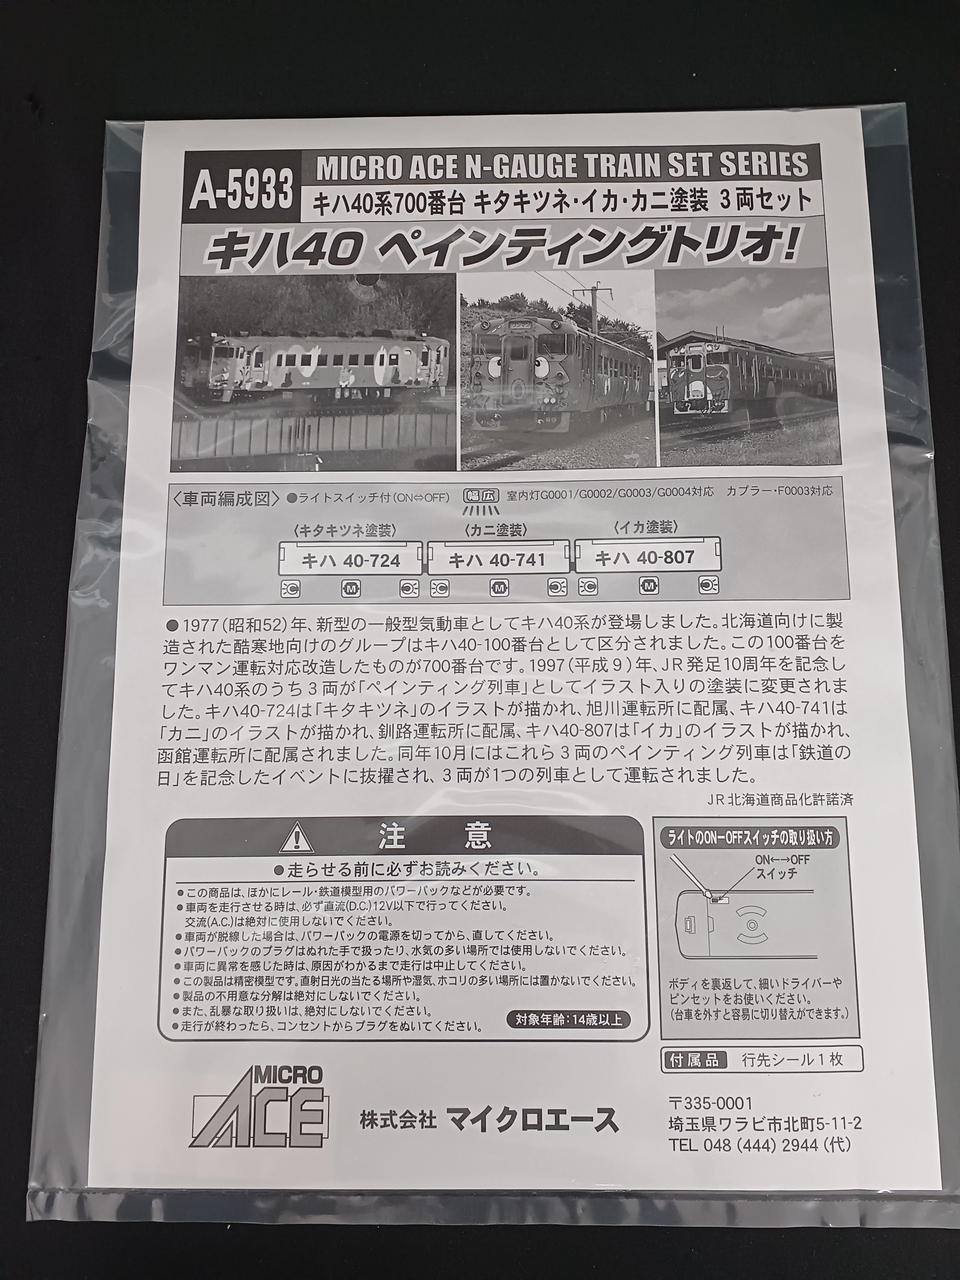 A-5933
MICRO ACE N-GAUGE TRAIN SET SERIES
キハ40系700番台 キタキツネ・イカ・カニ塗装 3両セット
キハ40 ペインティングトリオ!
〈車両編成図〉 ●ライトスイッチ付(ON⇔OFF) 幅広 室内灯G0001/G0002/G0003/G0004対応 カプラー・F0003対応
〈キタキツネ塗装〉 〈カニ塗装〉 〈イカ塗装〉
キハ 40-724 キハ 40-741 キハ 40-807
C M C C M C C M C
●1977(昭和52)年、新型の一般型気動車としてキハ40系が登場しました。北海道向けに製
造された酷寒地向けのグループはキハ40-100番台として区分されました。この100番台を
ワンマン運転対応改造したものが700番台です。1997(平成9)年、JR発足10周年を記念し
てキハ40系のうち3両が「ペインティング列車」としてイラスト入りの塗装に変更されま
した。キハ40-724は「キタキツネ」のイラストが描かれ、旭川運転所に配属、キハ40-741は
「カニ」のイラストが描かれ、釧路運転所に配属、キハ40-807は「イカ」のイラストが描かれ、
函館運転所に配属されました。同年10月にはこれら3両のペインティング列車は「鉄道の
日」を記念したイベントに抜擢され、3両が1つの列車として運転されました。
JR北海道商品化許諾済
注意
●走らせる前に必ずお読みください。
●この商品は、ほかにレール・鉄道模型用のパワーパックなどが必要です。
●車両を走行させる時は、必ず直流(D.C.)12V以下で行ってください。
交流(A.C.)は絶対に使用しないでください。
●車両が脱線した場合は、パワーパックの電源を切ってから、直してください。
●パワーパックのプラグはぬれた手で扱ったり、水気の多い場所では使用しないでください。
●車両に異常を感じた時は、原因がわかるまで走行は中止してください。
●この製品は精密模型です。直射日光の当たる場所や湿気、ホコリの多い場所には置かないでください。
●製品の不用意な分解は絶対にしないでください。
●また、乱暴な取り扱いは、絶対にしないでください。
●走行が終わったら、コンセントからプラグをぬいてください。
対象年齢:14歳以上
ライトのON−OFFスイッチの取り扱い方
ON←→OFF
スイッチ
ボディを裏返して、細いドライバーや
ピンセットをお使いください。
(台車を外すと容易に切り替えができます。)
付属品 行先シール1枚
MICRO
ACE
株式会社 マイクロエース
〒335-0001
埼玉県ワラビ市北町5-11-2
TEL 048 (444) 2944 (代)